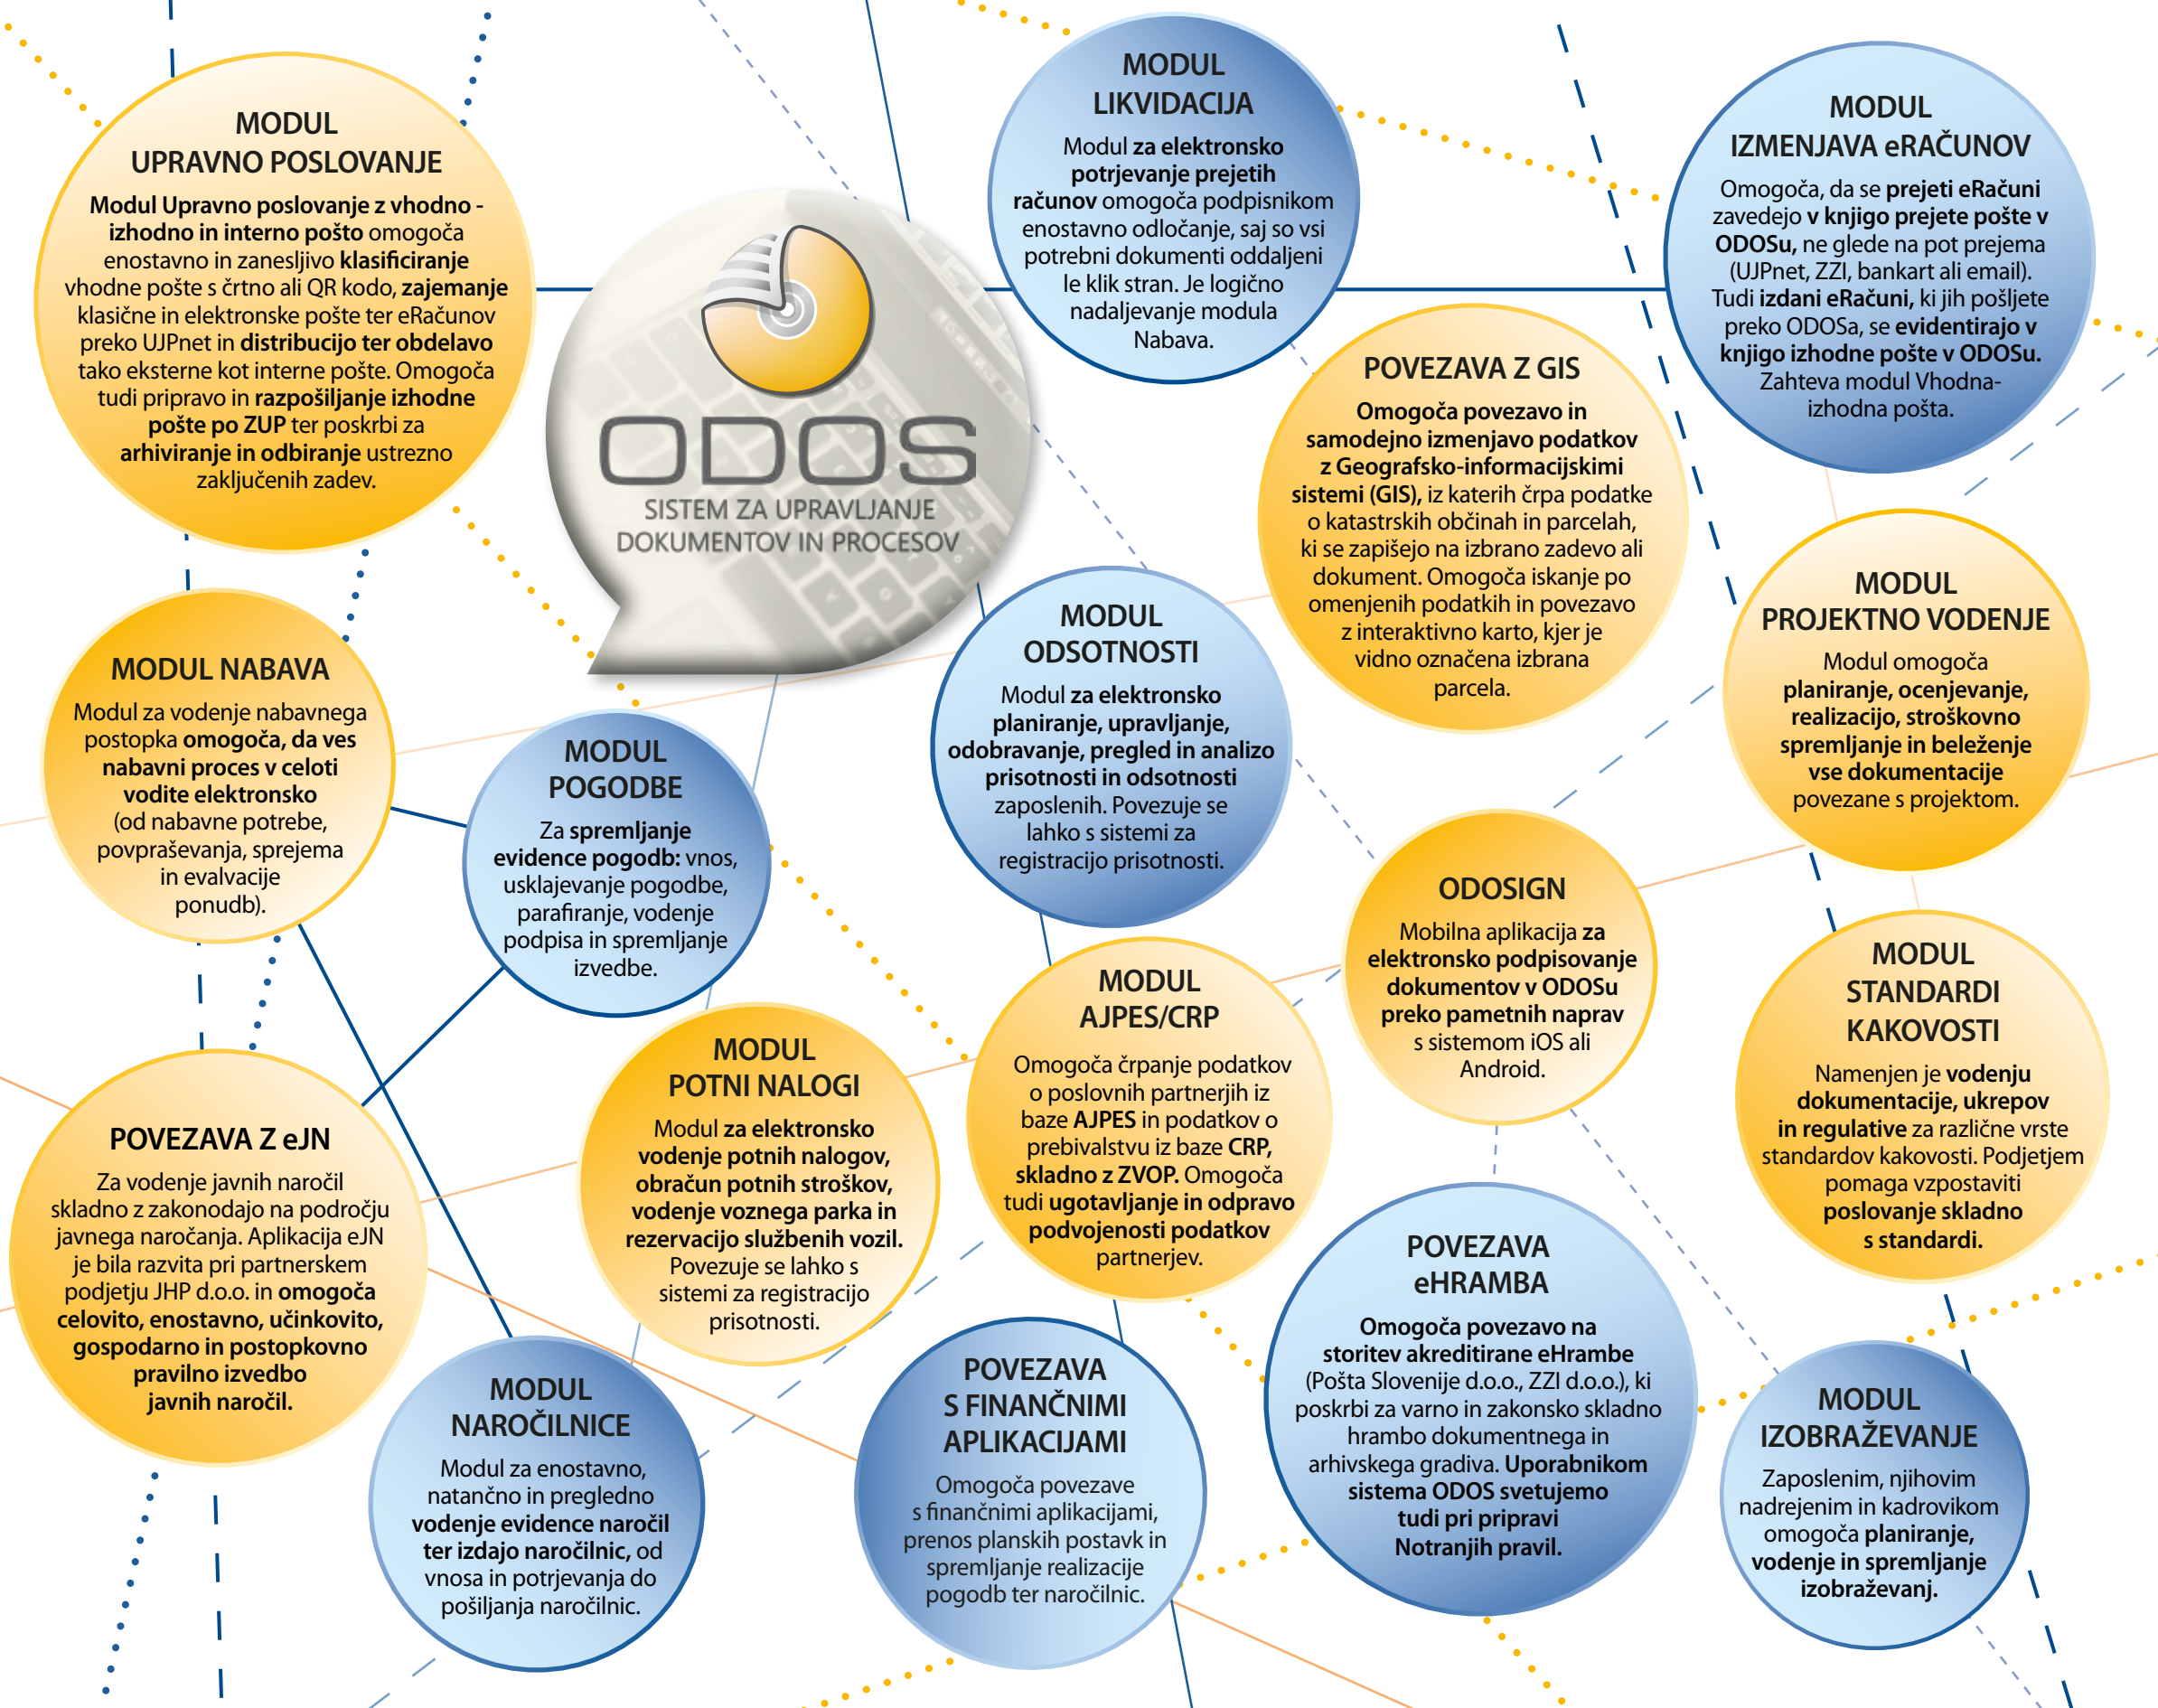 MODUL
UPRAVNO POSLOVANJE
Modul Upravno poslovanje z vhodno -
izhodno in interno pošto omogoča
enostavno in zanesljivo klasificiranje
vhodne pošte s črtno ali QR kodo, zajemanje
klasične in elektronske pošte ter eRačunov
preko UJPnet in distribucijo ter obdelavo
tako eksterne kot interne pošte. Omogoča
tudi pripravo in razpošiljanje izhodne
pošte po ZUP ter poskrbi za
arhiviranje in odbiranje ustrezno
zaključenih zadev.
ODOS
SISTEM ZA UPRAVLJANJE
DOKUMENTOV IN PROCESOV
MODUL
LIKVIDACIJA
Modul za elektronsko
potrjevanje prejetih
računov omogoča podpisnikom
enostavno odločanje, saj so vsi
potrebni dokumenti oddaljeni
le klik stran. Je logično
nadaljevanje modula
Nabava.
MODUL
IZMENJAVA eRAČUNOV
Omogoča, da se prejeti eRačuni
zavedejo v knjigo prejete pošte v
ODOSu, ne glede na pot prejema
(UJPnet, ZZI, bankart ali email).
Tudi izdani eRačuni, ki jih pošljete
preko ODOSa, se evidentirajo v
knjigo izhodne pošte v ODOSu.
Zahteva modul Vhodna-
izhodna pošta.
POVEZAVA Z GIS
Omogoča povezavo in
samodejno izmenjavo podatkov
z Geografsko-informacijskimi
sistemi (GIS), iz katerih črpa podatke
o katastrskih občinah in parcelah,
ki se zapišejo na izbrano zadevo ali
dokument. Omogoča iskanje po
omenjenih podatkih in povezavo
z interaktivno karto, kjer je
vidno označena izbrana
parcela.
MODUL NABAVA
Modul za vodenje nabavnega
postopka omogoča, da ves
nabavni proces v celoti
vodite elektronsko
(od nabavne potrebe,
povpraševanja, sprejema
in evalvacije
ponudb).
MODUL
POGODBE
Za spremljanje
evidence pogodb: vnos,
usklajevanje pogodbe,
parafiranje, vodenje
podpisa in spremljanje
izvedbe.
MODUL
ODSOTNOSTI
Modul za elektronsko
planiranje, upravljanje,
odobravanje, pregled in analizo
prisotnosti in odsotnosti
zaposlenih. Povezuje se
lahko s sistemi za
registracijo prisotnosti.
MODUL
PROJEKTNO VODENJE
Modul omogoča
planiranje, ocenjevanje,
realizacijo, stroškovno
spremljanje in beleženje
vse dokumentacije
povezane s projektom.
ODOSIGN
Mobilna aplikacija za
elektronsko podpisovanje
dokumentov v ODOSu
preko pametnih naprav
s sistemom iOS ali
Android.
MODUL
STANDARDI
KAKOVOSTI
Namenjen je vodenju
dokumentacije, ukrepov
in regulative za različne vrste
standardov kakovosti. Podjetjem
pomaga vzpostaviti
poslovanje skladno
s standardi.
POVEZAVA Z eJN
Za vodenje javnih naročil
skladno z zakonodajo na področju
javnega naročanja. Aplikacija eJN
je bila razvita pri partnerskem
podjetju JHP d.o.o. in omogoča
celovito, enostavno, učinkovito,
gospodarno in postopkovno
pravilno izvedbo
javnih naročil.
MODUL
POTNI NALOGI
Modul za elektronsko
vodenje potnih nalogov,
obračun potnih stroškov,
vodenje voznega parka in
rezervacijo službenih vozil.
Povezuje se lahko s
sistemi za registracijo
prisotnosti.
MODUL
AJPES/CRP
Omogoča črpanje podatkov
o poslovnih partnerjih iz
baze AJPES in podatkov o
prebivalstvu iz baze CRP,
skladno z ZVOP. Omogoča
tudi ugotavljanje in odpravo
podvojenosti podatkov
partnerjev.
MODUL
NAROČILNICE
Modul za enostavno,
natančno in pregledno
vodenje evidence naročil
ter izdajo naročilnic, od
vnosa in potrjevanja do
pošiljanja naročilnic.
POVEZAVA
S FINANČNIMI
APLIKACIJAMI
Omogoča povezave
s finančnimi aplikacijami,
prenos planskih postavk in
spremljanje realizacije
pogodb ter naročilnic.
POVEZAVA
eHRAMBA
Omogoča povezavo na
storitev akreditirane eHrambe
(Pošta Slovenije d.o.o., ZZI d.o.o.), ki
poskrbi za varno in zakonsko skladno
hrambo dokumentnega in
arhivskega gradiva. Uporabnikom
sistema ODOS svetujemo
tudi pri pripravi
Notranjih pravil.
MODUL
IZOBRAŽEVANJE
Zaposlenim, njihovim
nadrejenim in kadrovikom
omogoča planiranje,
vodenje in spremljanje
izobraževanj.